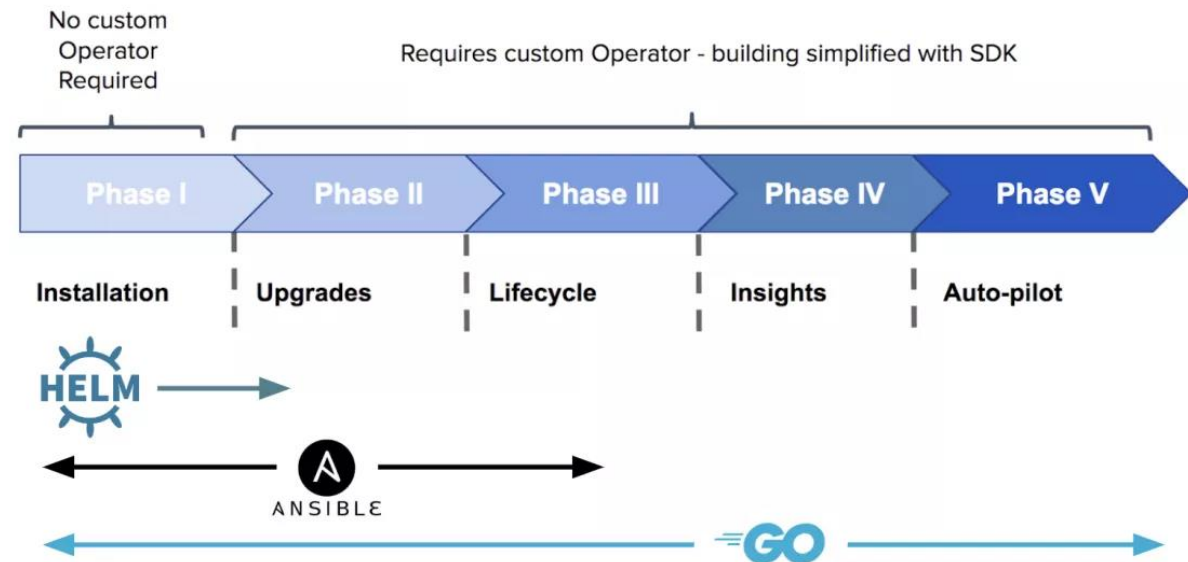 No custom
Operator
Required
Requires custom Operator - building simplified with SDK
Phase I
Phase II
Phase III
Phase IV
Phase V
Installation
Upgrades
Lifecycle
Insights
Auto-pilot
HELM
ANSIBLE
GO